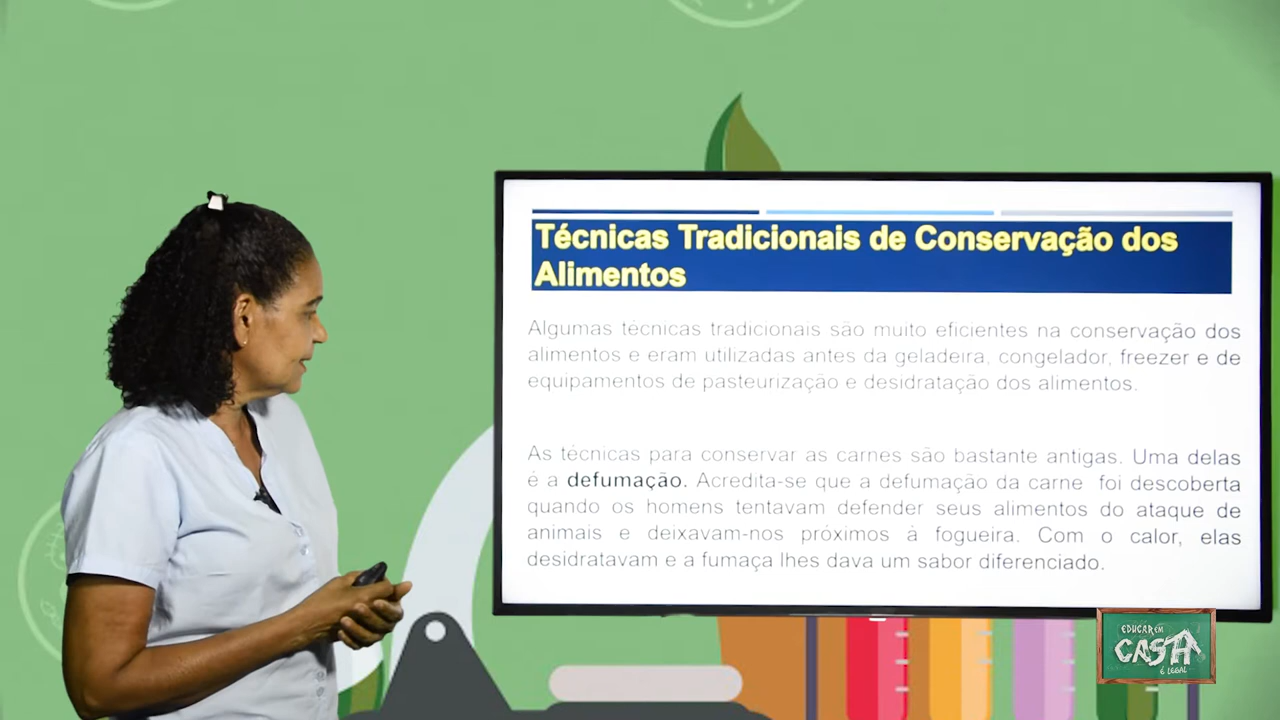 Técnicas Tradicionais de Conservação dos
Alimentos
Algumas técnicas tradicionais são muito eficientes na conservação dos
alimentos e eram utilizadas antes da geladeira, congelador, freezer e de
equipamentos de pasteurização e desidratação dos alimentos.
As técnicas para conservar as carnes são bastante antigas. Uma delas
é a defumação. Acredita-se que a defumação da carne foi descoberta
quando os homens tentavam defender seus alimentos do ataque de
animais e deixavam-nos próximos à fogueira. Com o calor, elas
desidratavam e a fumaça lhes dava um sabor diferenciado.
EDUCAR EM
CASA
É LEGAL